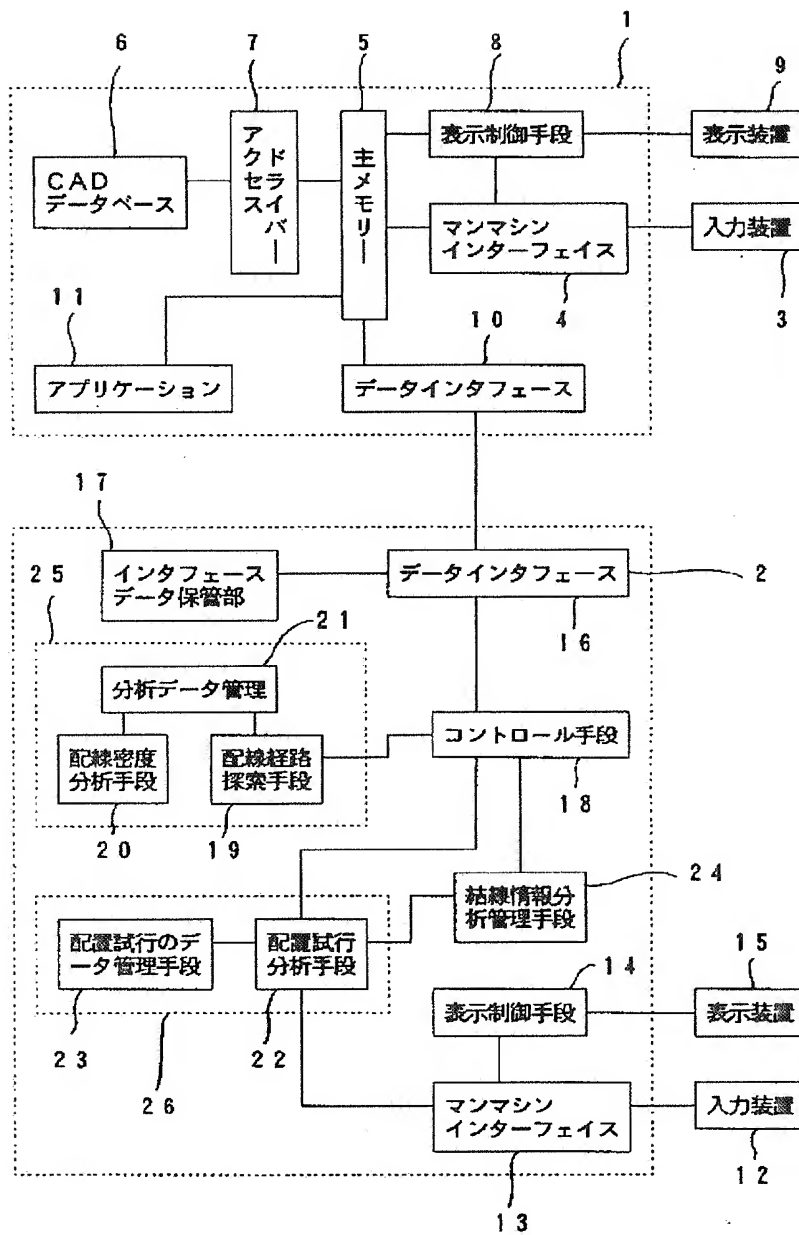 6
7
5
8
1
9
CAD
データベース
アクセス
ドライバー
主メモリー
表示制御手段
表示装置
マンマシン
インターフェイス
入力装置
4
3
11
10
アプリケーション
データインタフェース
17
25
インタフェース
データ保管部
データインタフェース
2
16
21
分析データ管理
配線密度
分析手段
配線経路
探索手段
コントロール手段
18
20
19
24
結線情報分
析管理手段
配置試行のデ
ータ管理手段
配置試行
分析手段
14
15
表示制御手段
表示装置
23
22
26
マンマシン
インターフェイス
入力装置
12
13